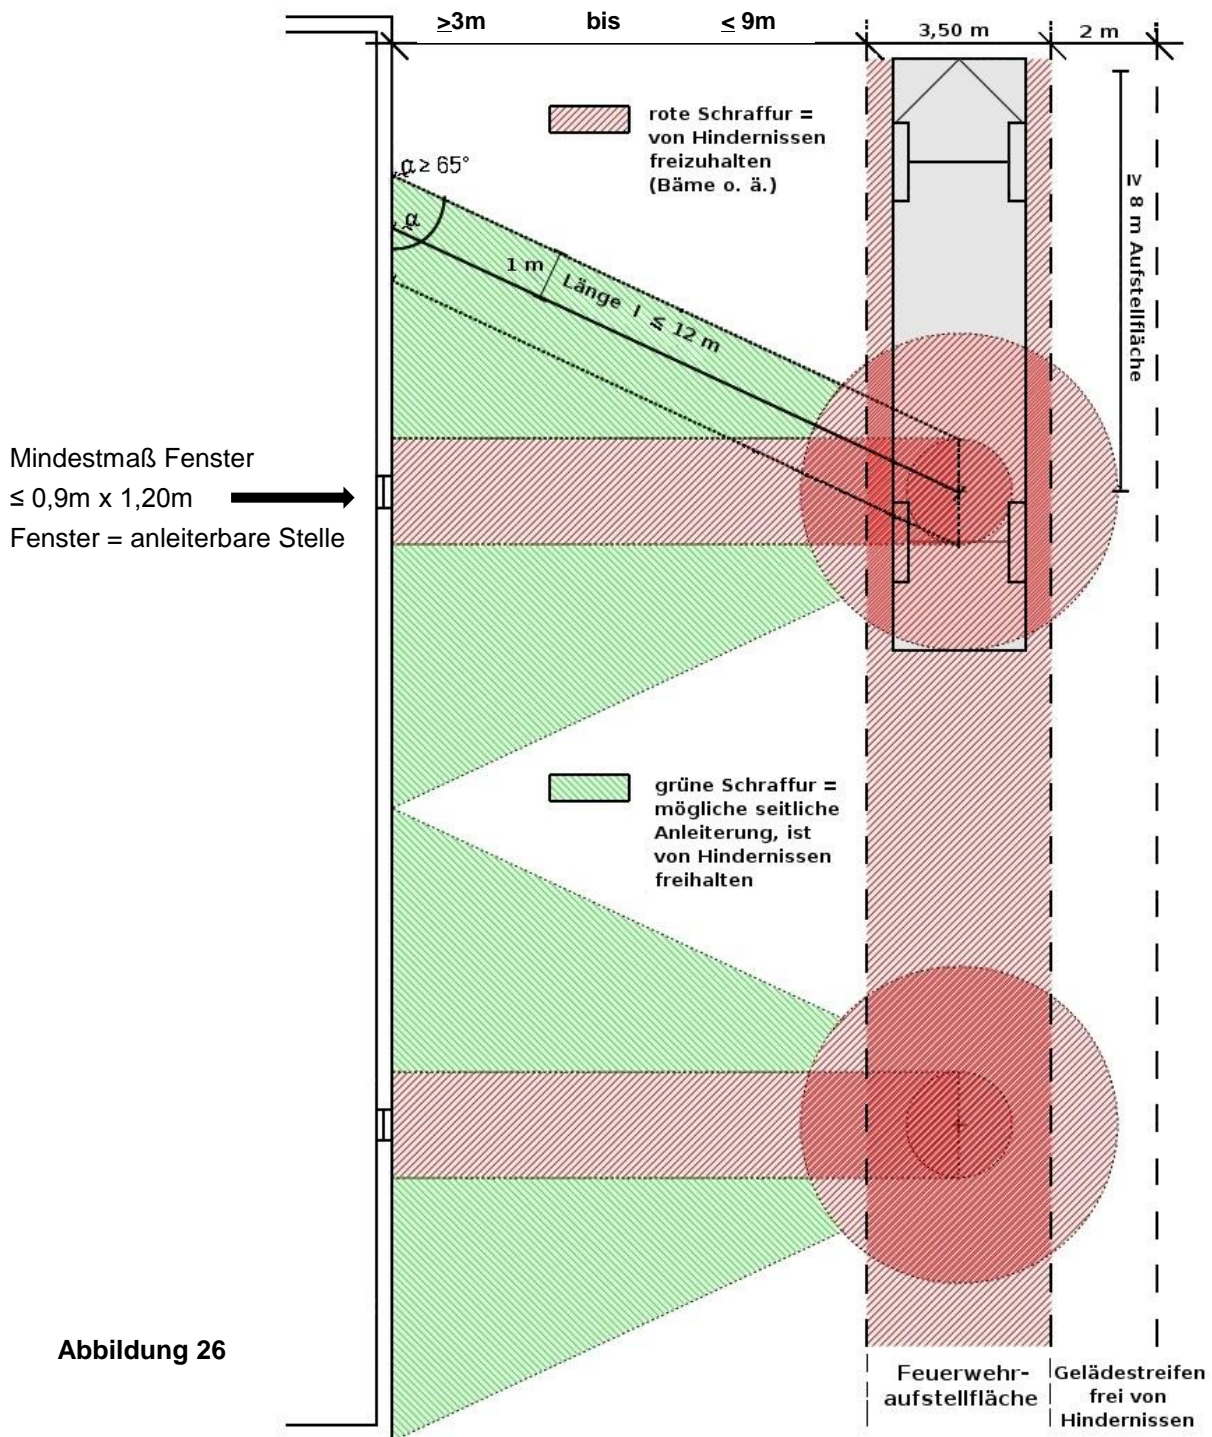 ≥3m bis ≤ 9m
3,50 m
2 m
rote Schraffur =
von Hindernissen
freizuhalten
(Bäme o. ä.)
α ≥ 65°
α
1 m
Länge l ≤ 12 m
≥ 8 m Aufstellfläche
Mindestmaß Fenster
≤ 0,9m x 1,20m
Fenster = anleiterbare Stelle
grüne Schraffur =
mögliche seitliche
Anleiterung, ist
von Hindernissen
freihalten
Abbildung 26
Feuerwehr-
aufstellfläche
Gelädestreifen
frei von
Hindernissen